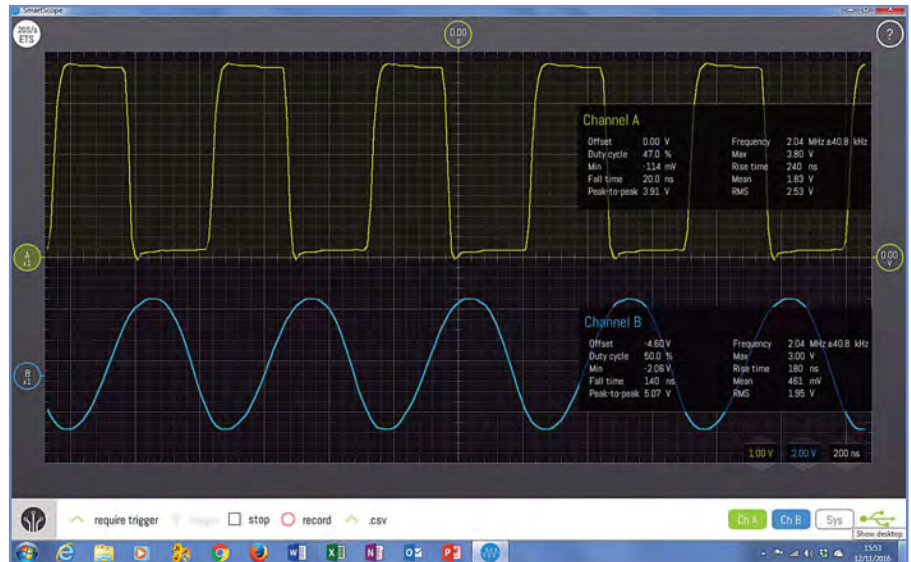 SmartScope
ETS
0.00
s
?
Channel A
Offset 0.00 V Frequency 2.04 MHz ±40.8 kHz
Duty cycle 47.0 % Max 3.80 V
Min -114 mV Rise time 240 ns
Fall time 20.0 ns Mean 1.83 V
Peak-to-peak 3.91 V RMS 2.53 V
A
x1
0.00
V
Channel B
Offset -4.60 V Frequency 2.04 MHz ±40.8 kHz
Duty cycle 50.0 % Max 3.00 V
Min -2.06 V Rise time 180 ns
Fall time 140 ns Mean 461 mV
Peak-to-peak 5.07 V RMS 1.95 V
B
x1
1.00 V 2.00 V 200 ns
require trigger stop record .csv
Ch A Ch B Sys
Show desktop
15:53
12/11/2016